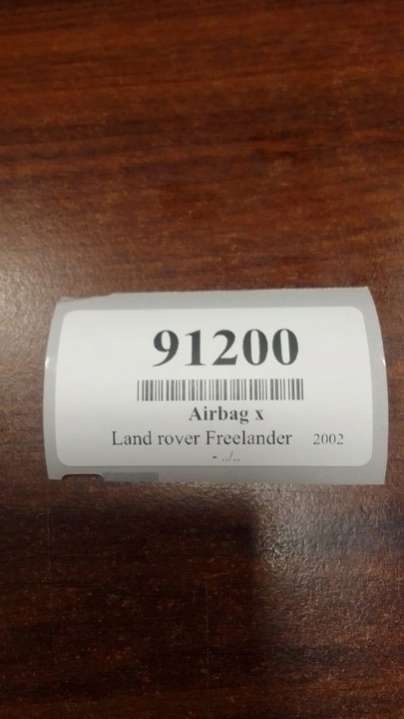 91200
Airbag x
Land rover Freelander 2002
- ../..